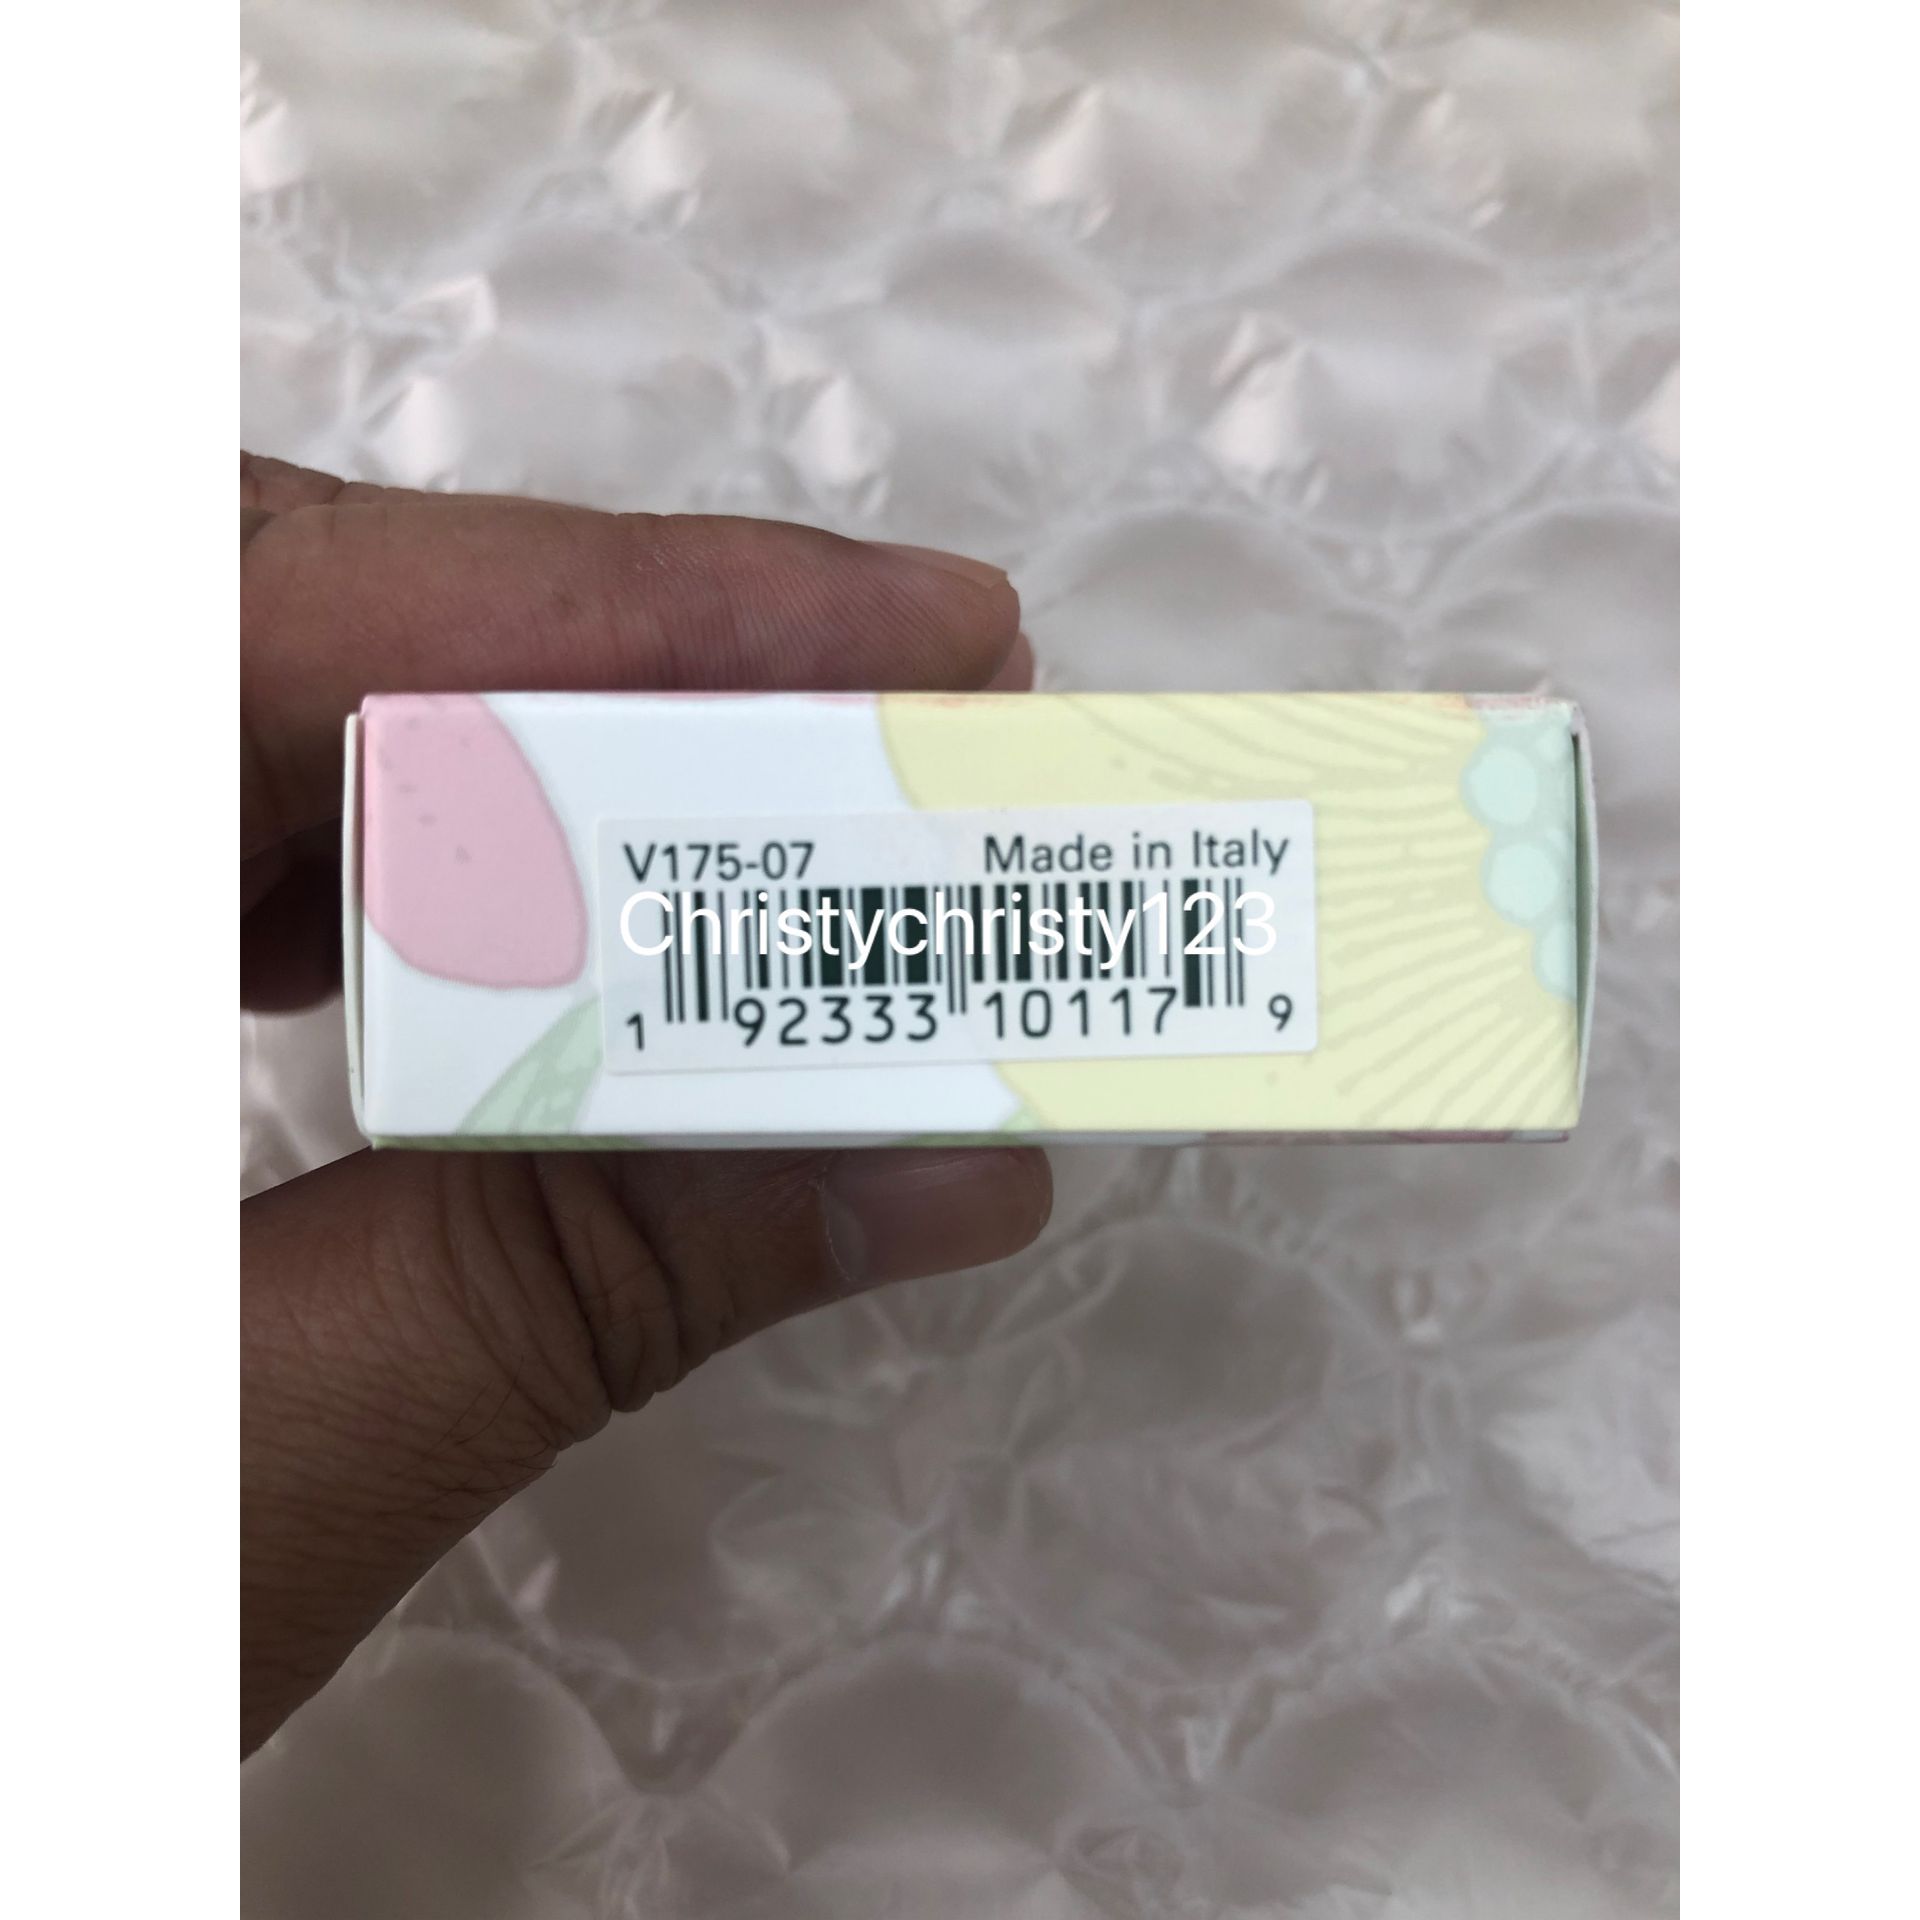 V175-07 Made in Italy
Christychristy123
1 92333 10117 9